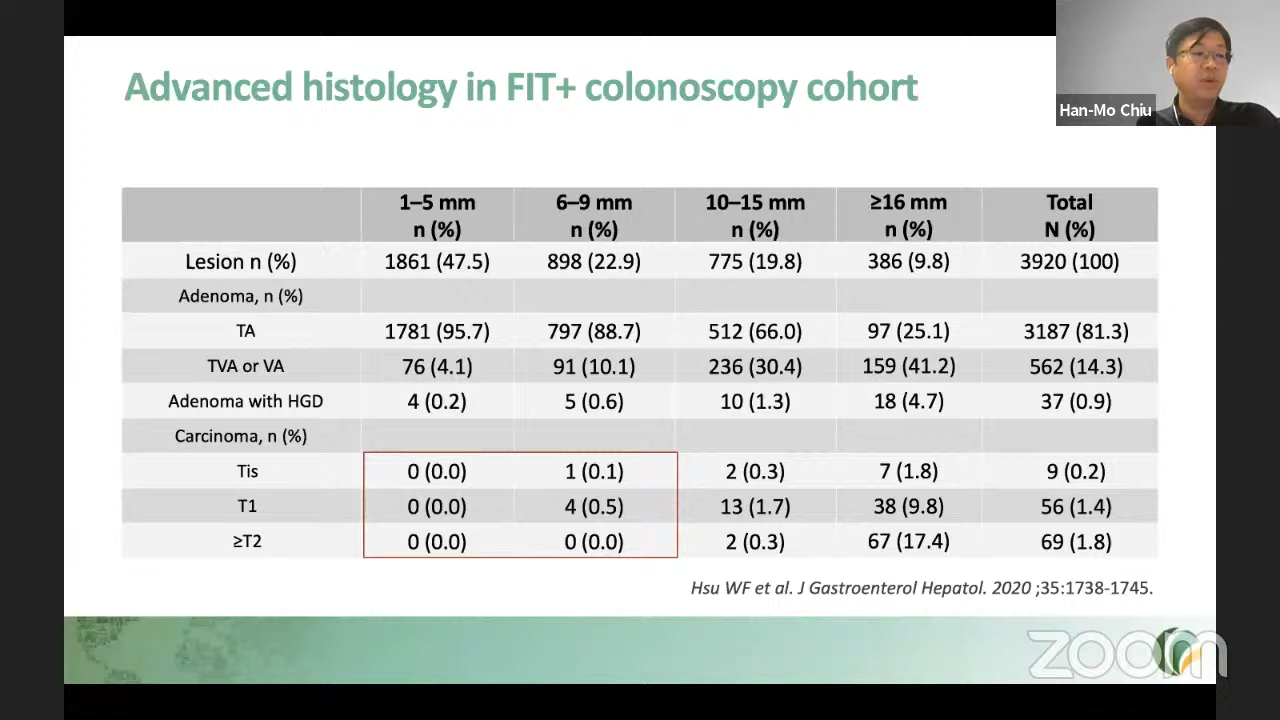 Advanced histology in FIT+ colonoscopy cohort
Han-Mo Chiu
1–5 mm n (%) 6–9 mm n (%) 10–15 mm n (%) ≥16 mm n (%) Total N (%)
Lesion n (%) 1861 (47.5) 898 (22.9) 775 (19.8) 386 (9.8) 3920 (100)
Adenoma, n (%)
TA 1781 (95.7) 797 (88.7) 512 (66.0) 97 (25.1) 3187 (81.3)
TVA or VA 76 (4.1) 91 (10.1) 236 (30.4) 159 (41.2) 562 (14.3)
Adenoma with HGD 4 (0.2) 5 (0.6) 10 (1.3) 18 (4.7) 37 (0.9)
Carcinoma, n (%)
Tis 0 (0.0) 1 (0.1) 2 (0.3) 7 (1.8) 9 (0.2)
T1 0 (0.0) 4 (0.5) 13 (1.7) 38 (9.8) 56 (1.4)
≥T2 0 (0.0) 0 (0.0) 2 (0.3) 67 (17.4) 69 (1.8)
Hsu WF et al. J Gastroenterol Hepatol. 2020 ;35:1738-1745.
zoom